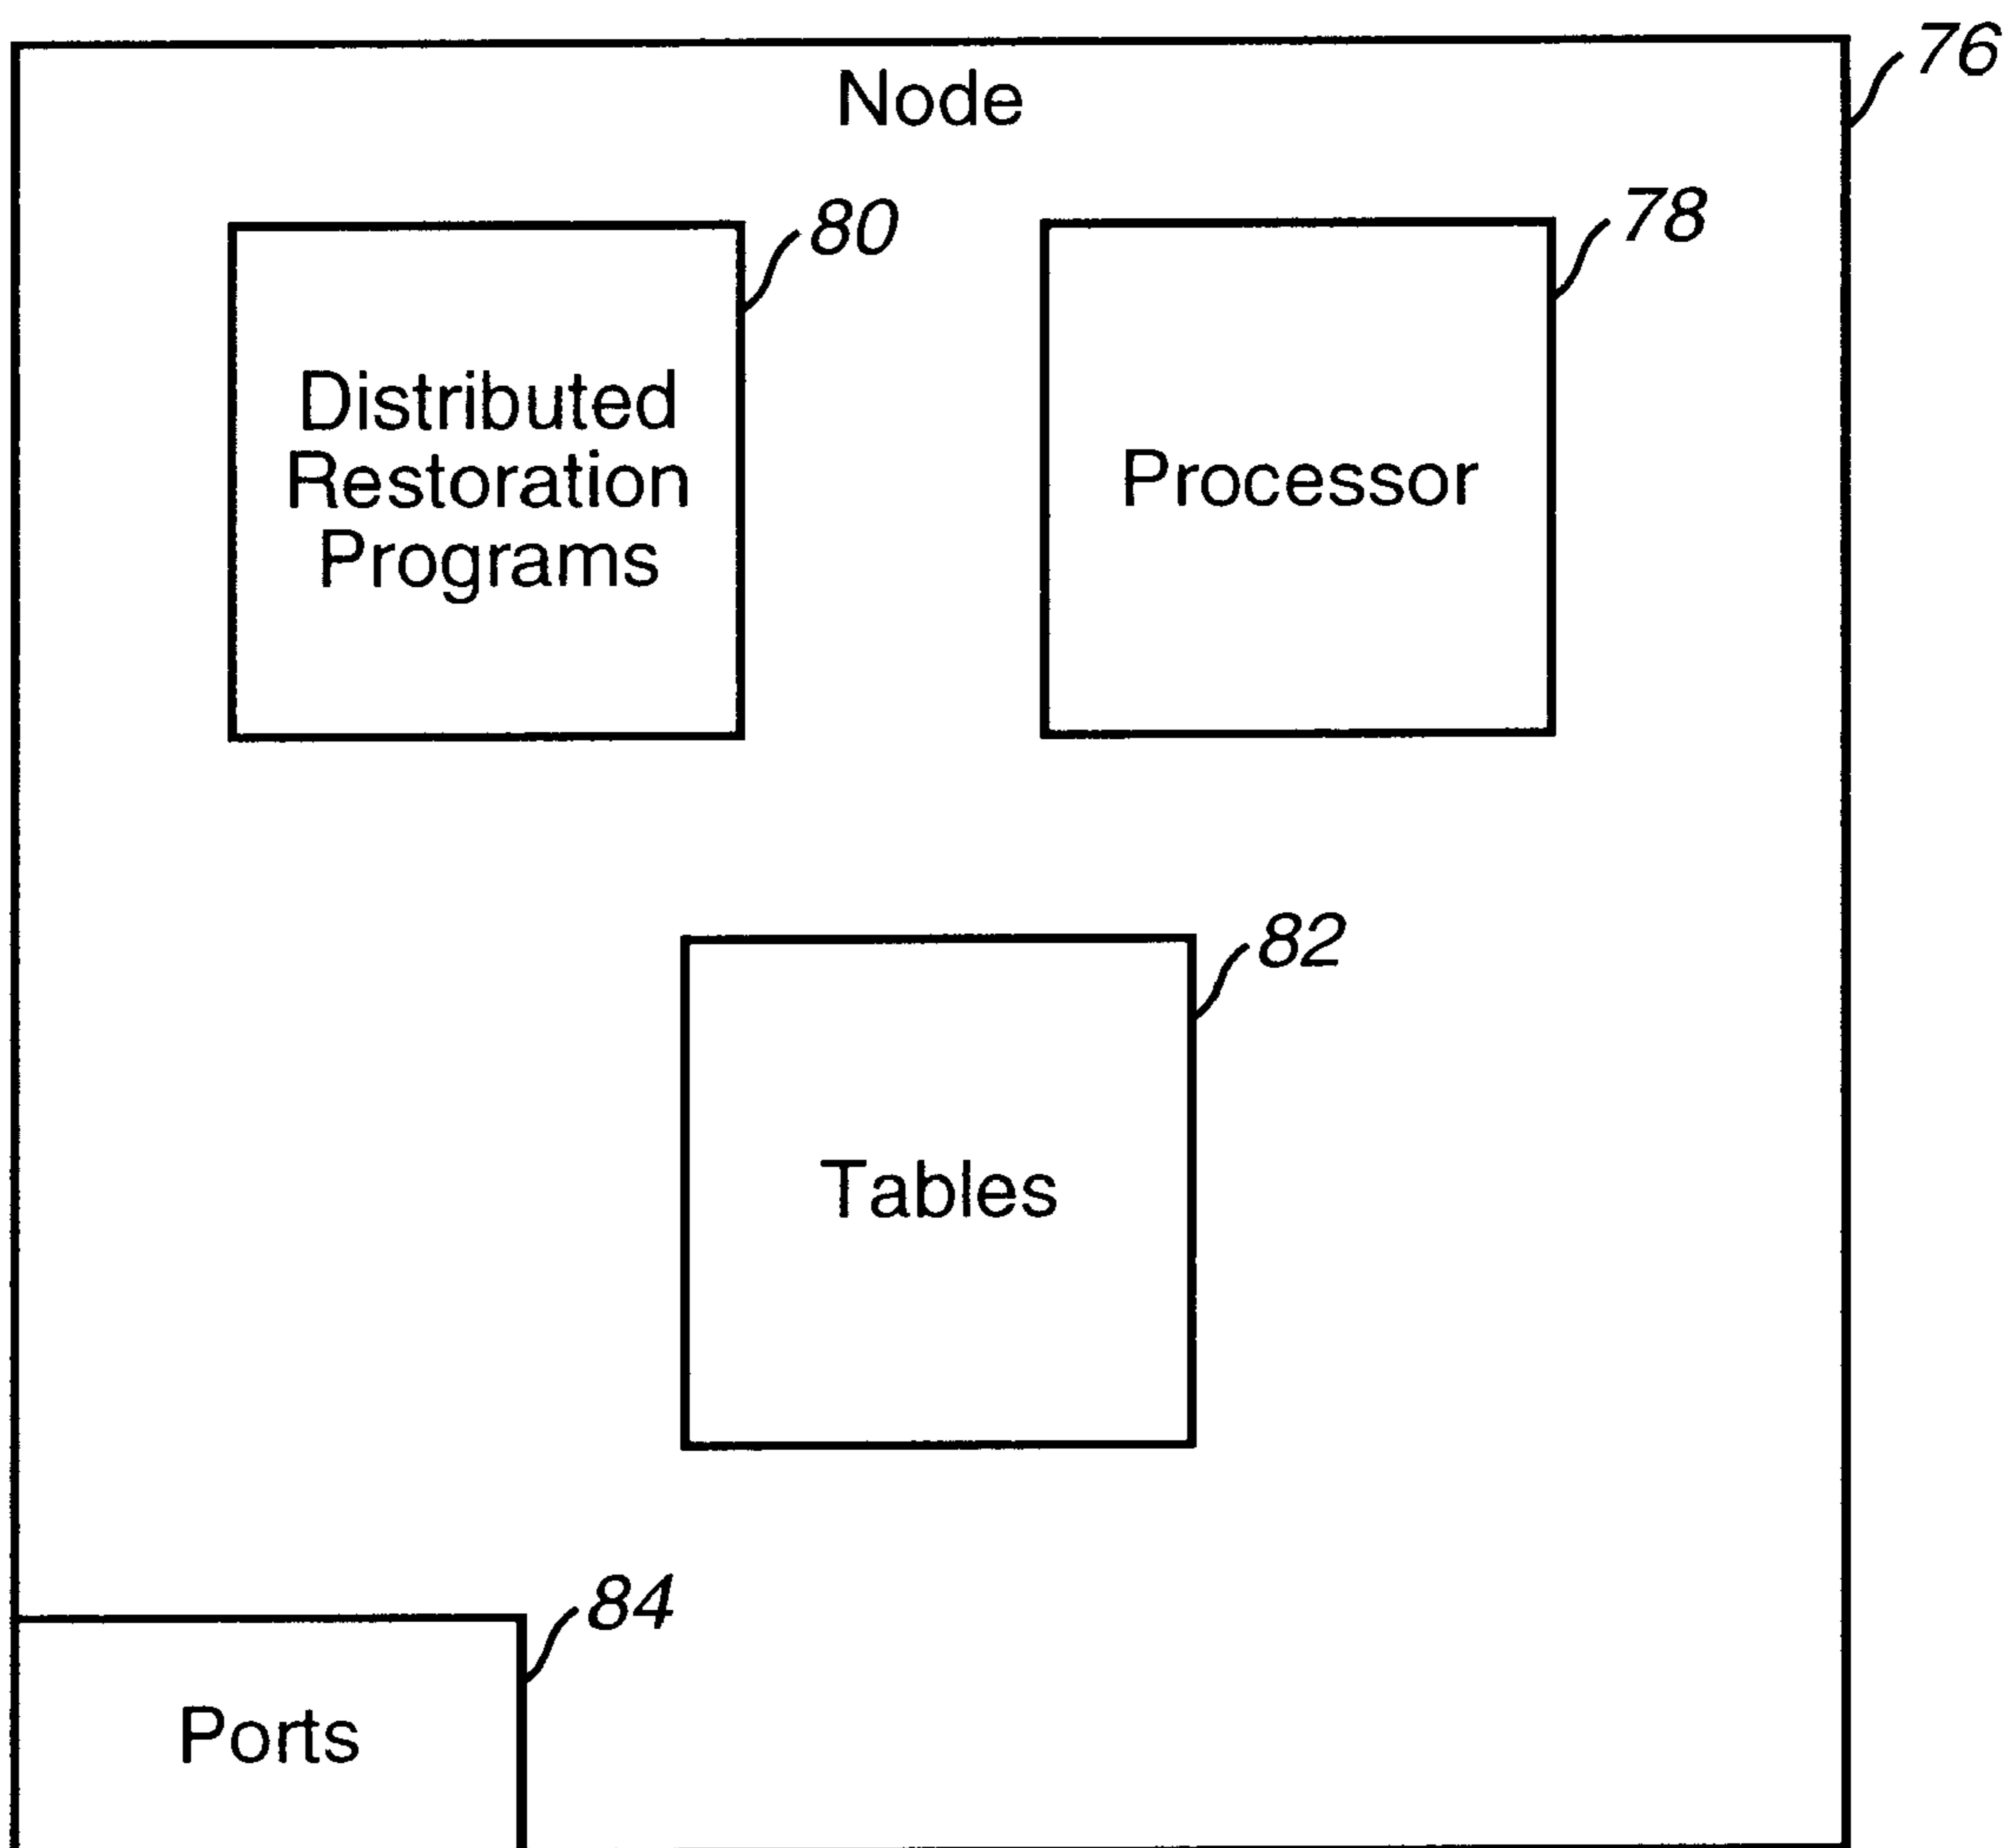 76
Node
80
78
Distributed
Restoration
Programs
Processor
82
Tables
84
Ports